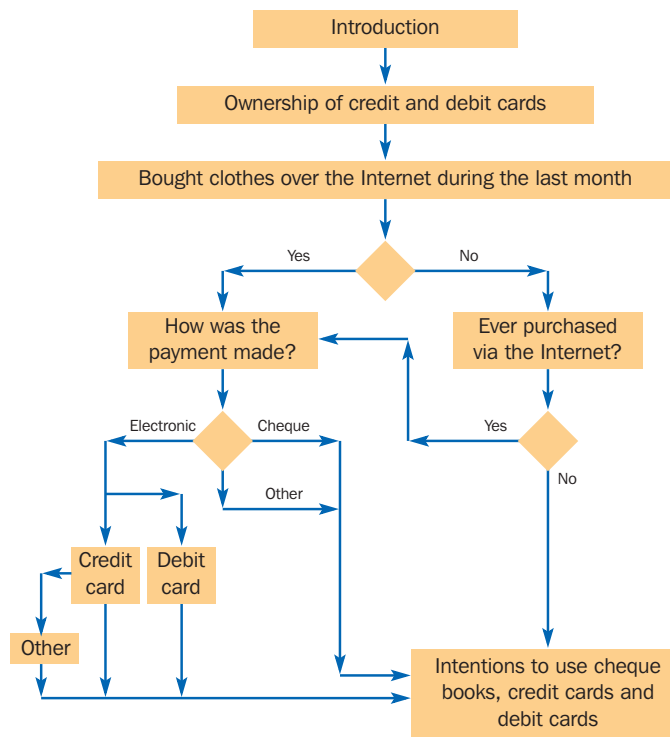 Introduction
Ownership of credit and debit cards
Bought clothes over the Internet during the last month
Yes
No
How was the
payment made?
Ever purchased
via the Internet?
Electronic
Cheque
Yes
Other
No
Credit
card
Debit
card
Other
Intentions to use cheque
books, credit cards and
debit cards